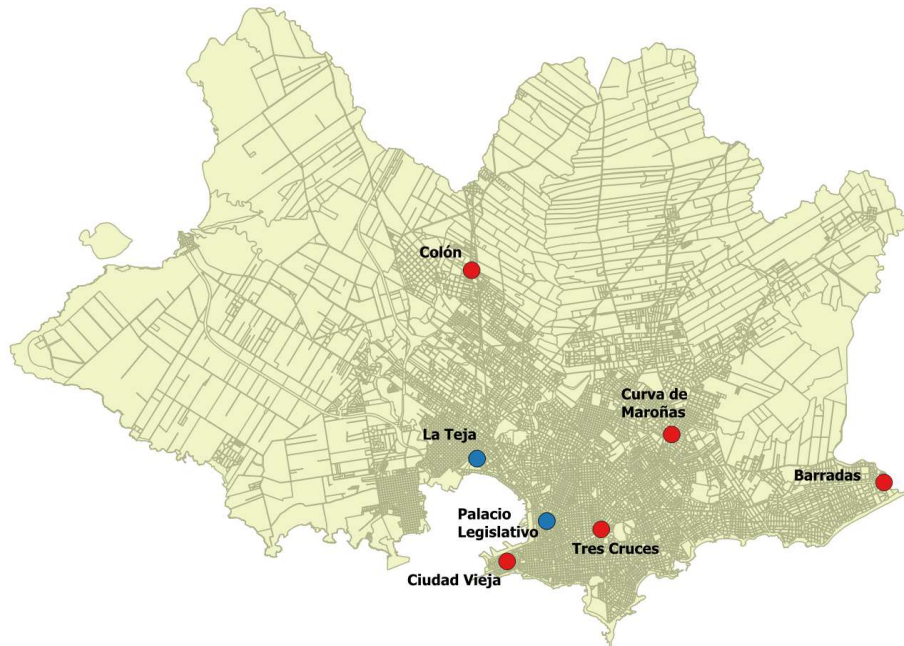 Colón
Curva de
Maroñas
La Teja
Barradas
Palacio
Legislativo
Tres Cruces
Ciudad Vieja